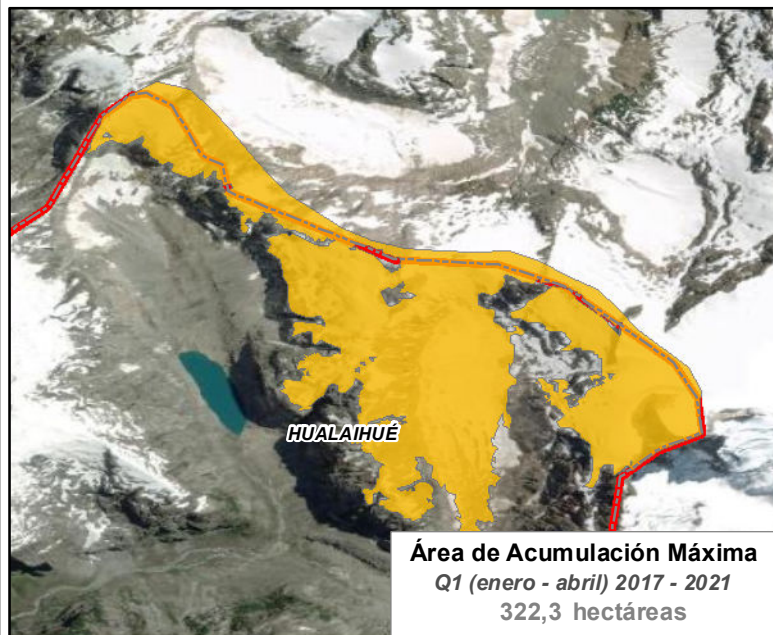 HUALAIHUÉ
Área de Acumulación Máxima
Q1 (enero - abril) 2017 - 2021
322,3 hectáreas